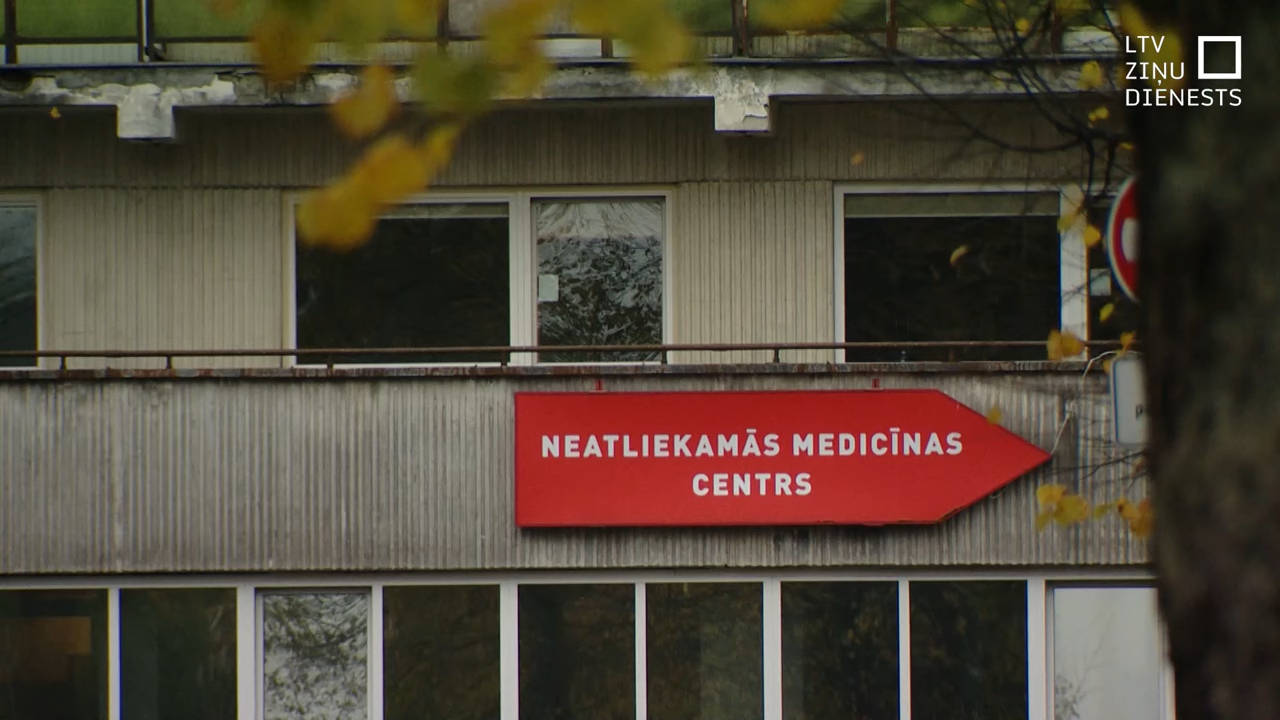 LTV
ZIŅU
DIENESTS
NEATLIEKAMĀS MEDICĪNAS
CENTRS